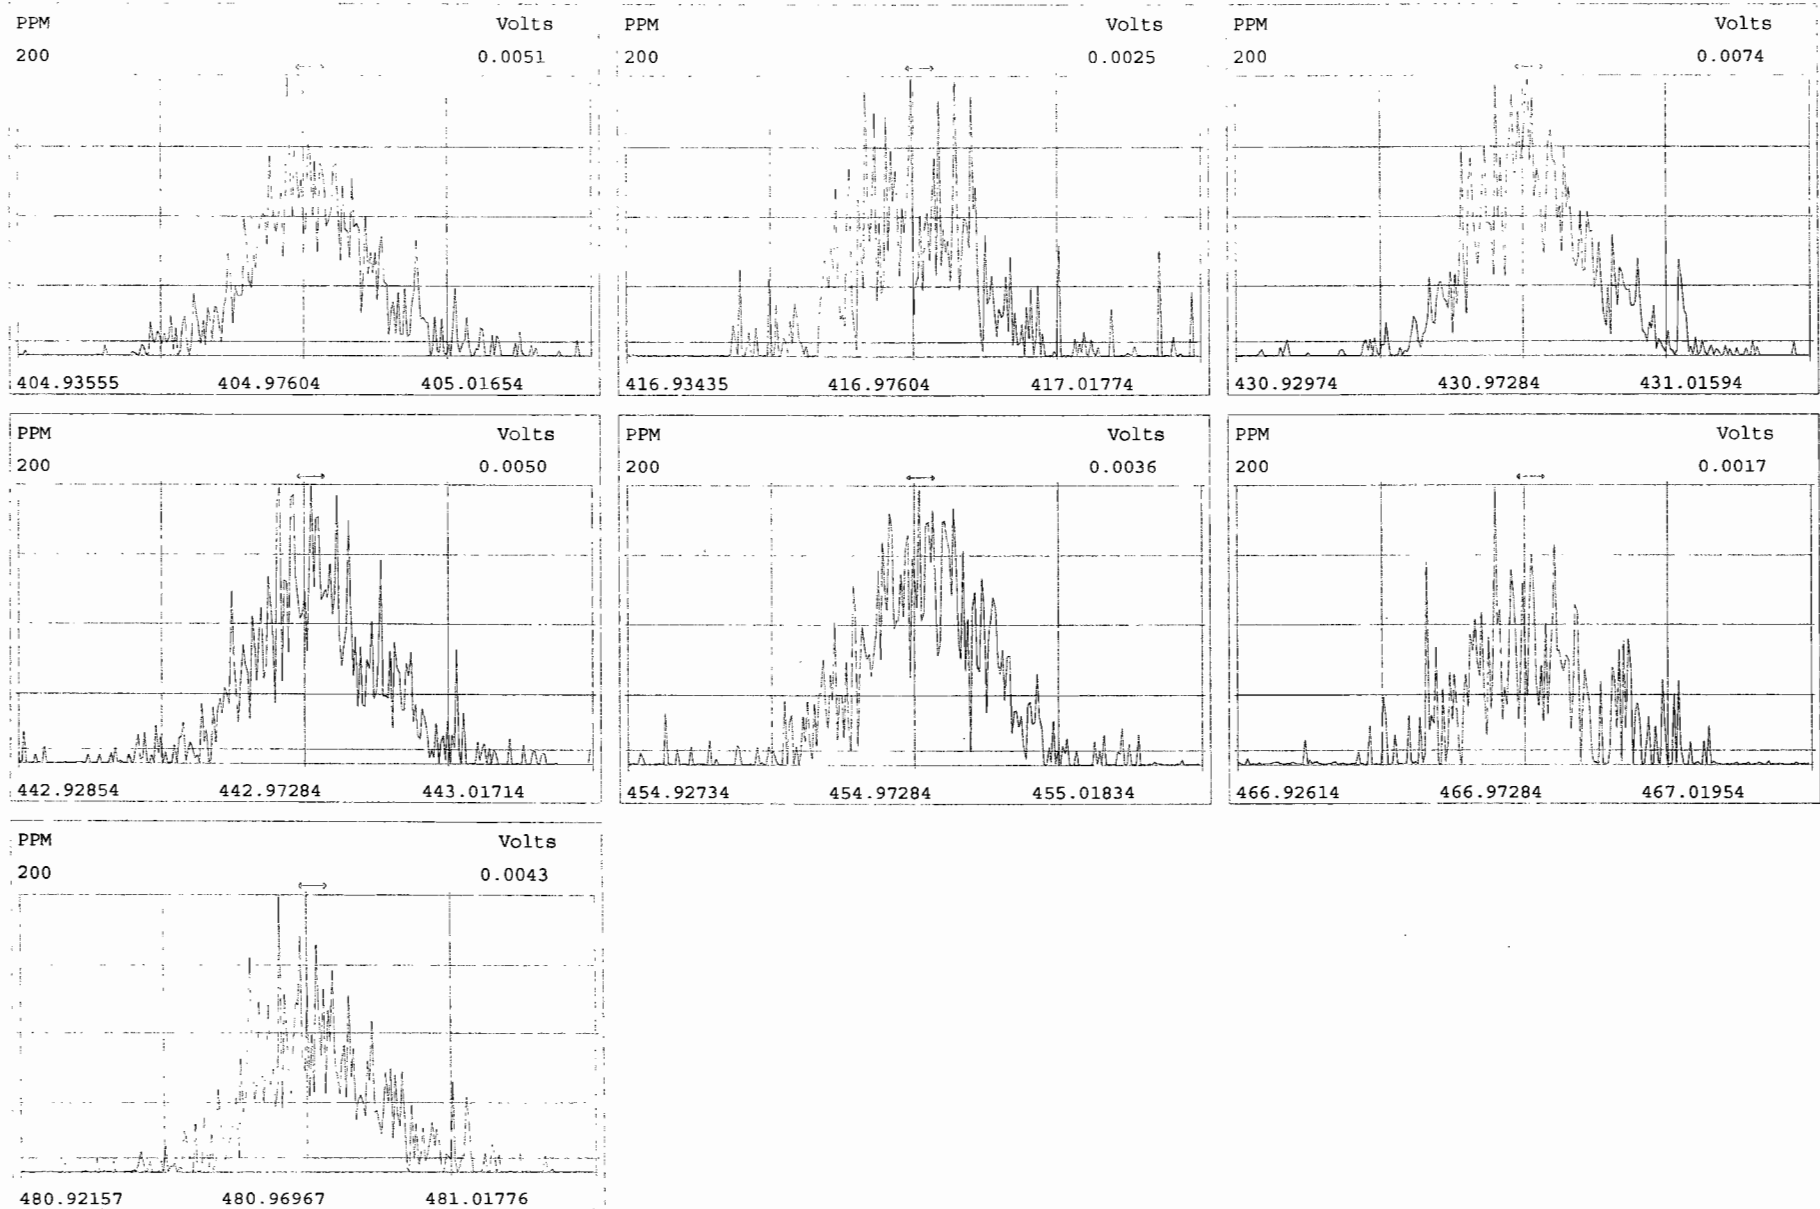 PPM Volts
200 0.0051
404.93555 404.97604 405.01654
PPM Volts
200 0.0025
416.93435 416.97604 417.01774
PPM Volts
200 0.0074
430.92974 430.97284 431.01594
PPM Volts
200 0.0050
442.92854 442.97284 443.01714
PPM Volts
200 0.0036
454.92734 454.97284 455.01834
PPM Volts
200 0.0017
466.92614 466.97284 467.01954
PPM Volts
200 0.0043
480.92157 480.96967 481.01776